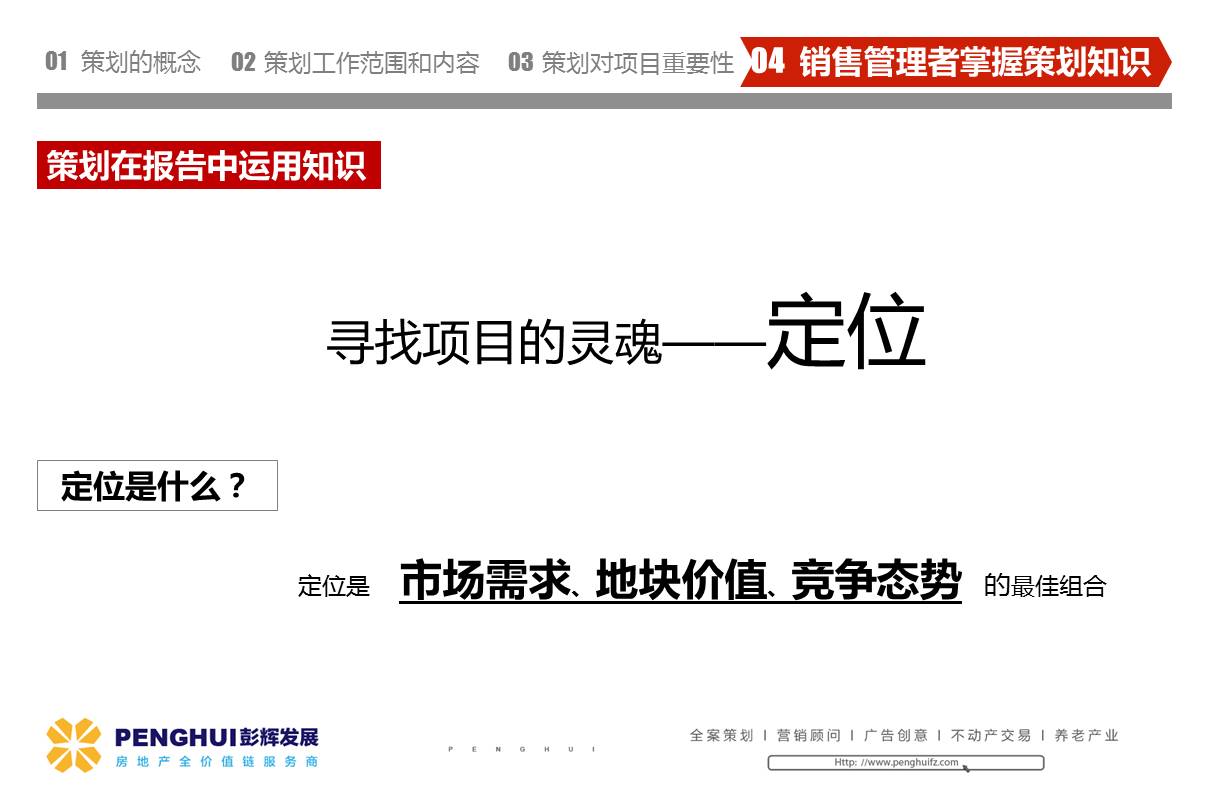 01 策划的概念 02 策划工作范围和内容 03 策划对项目重要性 04 销售管理者掌握策划知识
策划在报告中运用知识
寻找项目的灵魂——定位
定位是什么？
定位是 市场需求、地块价值、竞争态势 的最佳组合
PENGHUI彭辉发展
房地产全价值链服务商
PENGHUI
全案策划 I 营销顾问 I 广告创意 I 不动产交易 I 养老产业
Http: //www.penghuifz.com